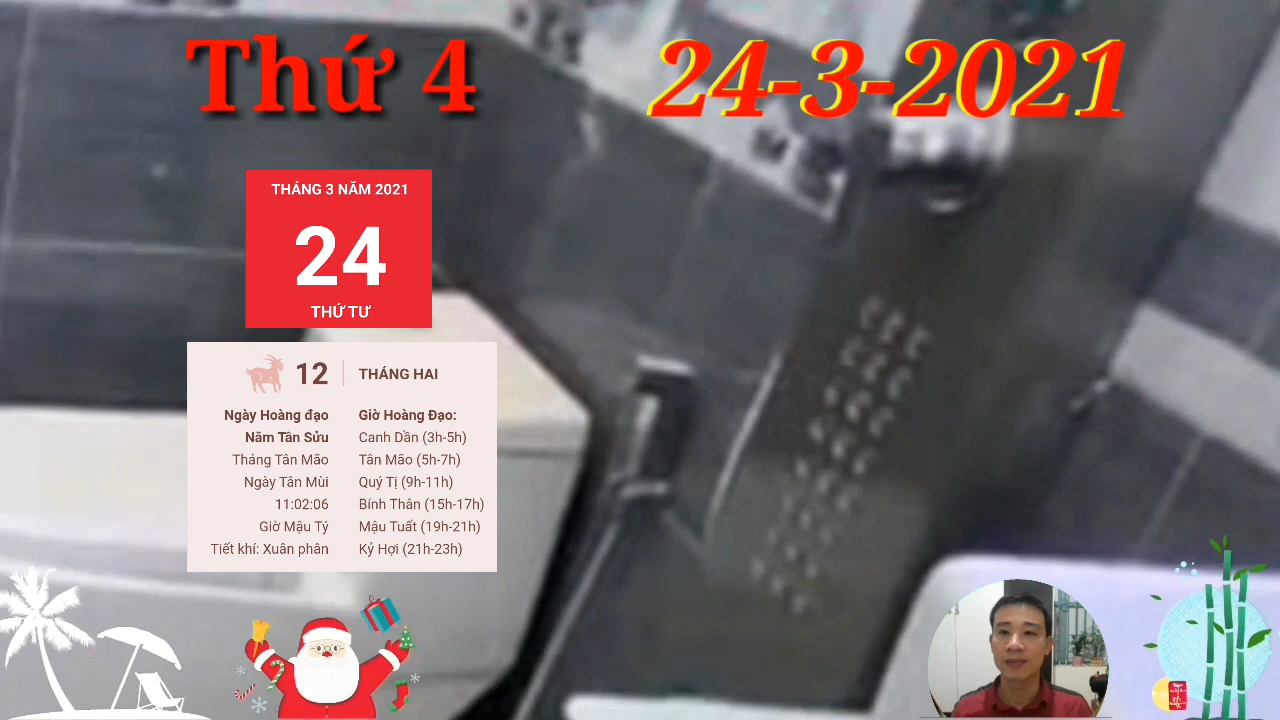 Thứ 4 24-3-2021
THÁNG 3 NĂM 2021
24
THỨ TƯ
12 THÁNG HAI
Ngày Hoàng đạo
Năm Tân Sửu
Tháng Tân Mão
Ngày Tân Mùi
11:02:06
Giờ Mậu Tý
Tiết khí: Xuân phân
Giờ Hoàng Đạo:
Canh Dần (3h-5h)
Tân Mão (5h-7h)
Quý Tị (9h-11h)
Bính Thân (15h-17h)
Mậu Tuất (19h-21h)
Kỷ Hợi (21h-23h)